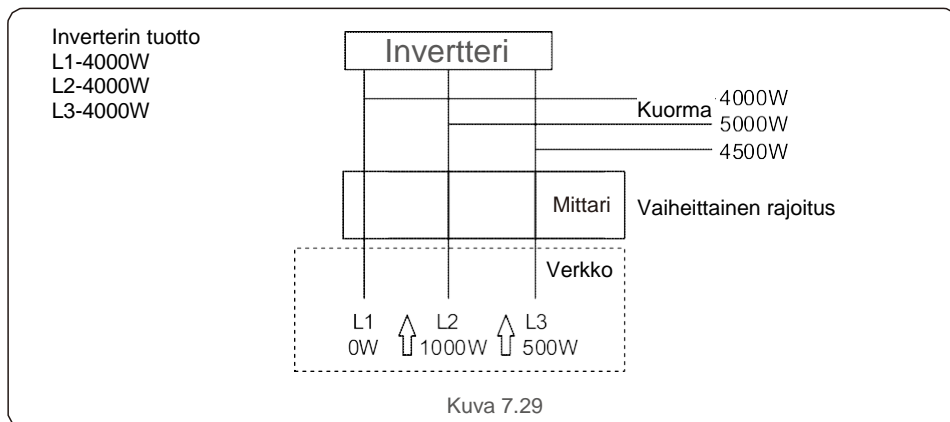 Inverterin tuotto
L1-4000W
L2-4000W
L3-4000W
Invertteri
Kuorma
4000W
5000W
4500W
Mittari
Vaiheittainen rajoitus
Verkko
L1 L2 L3
0W 1000W 500W
Kuva 7.29